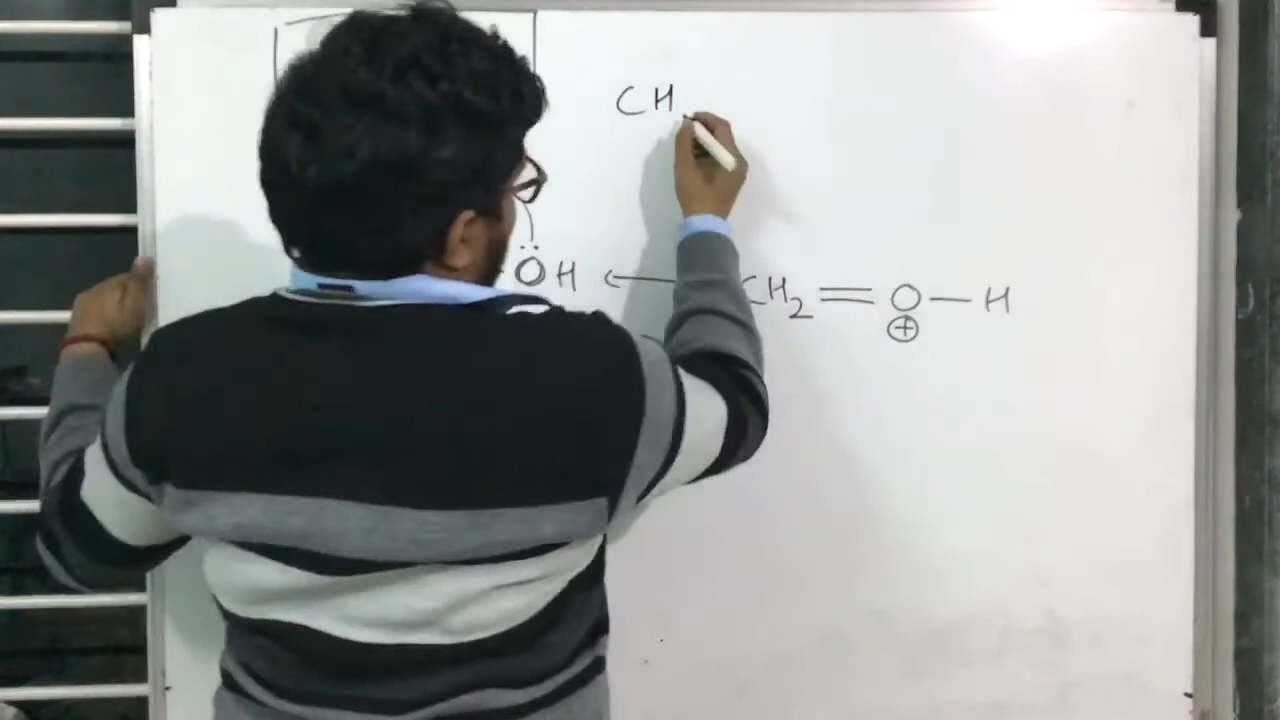 CH
ÖH ← CH₂ = O — H
⊕